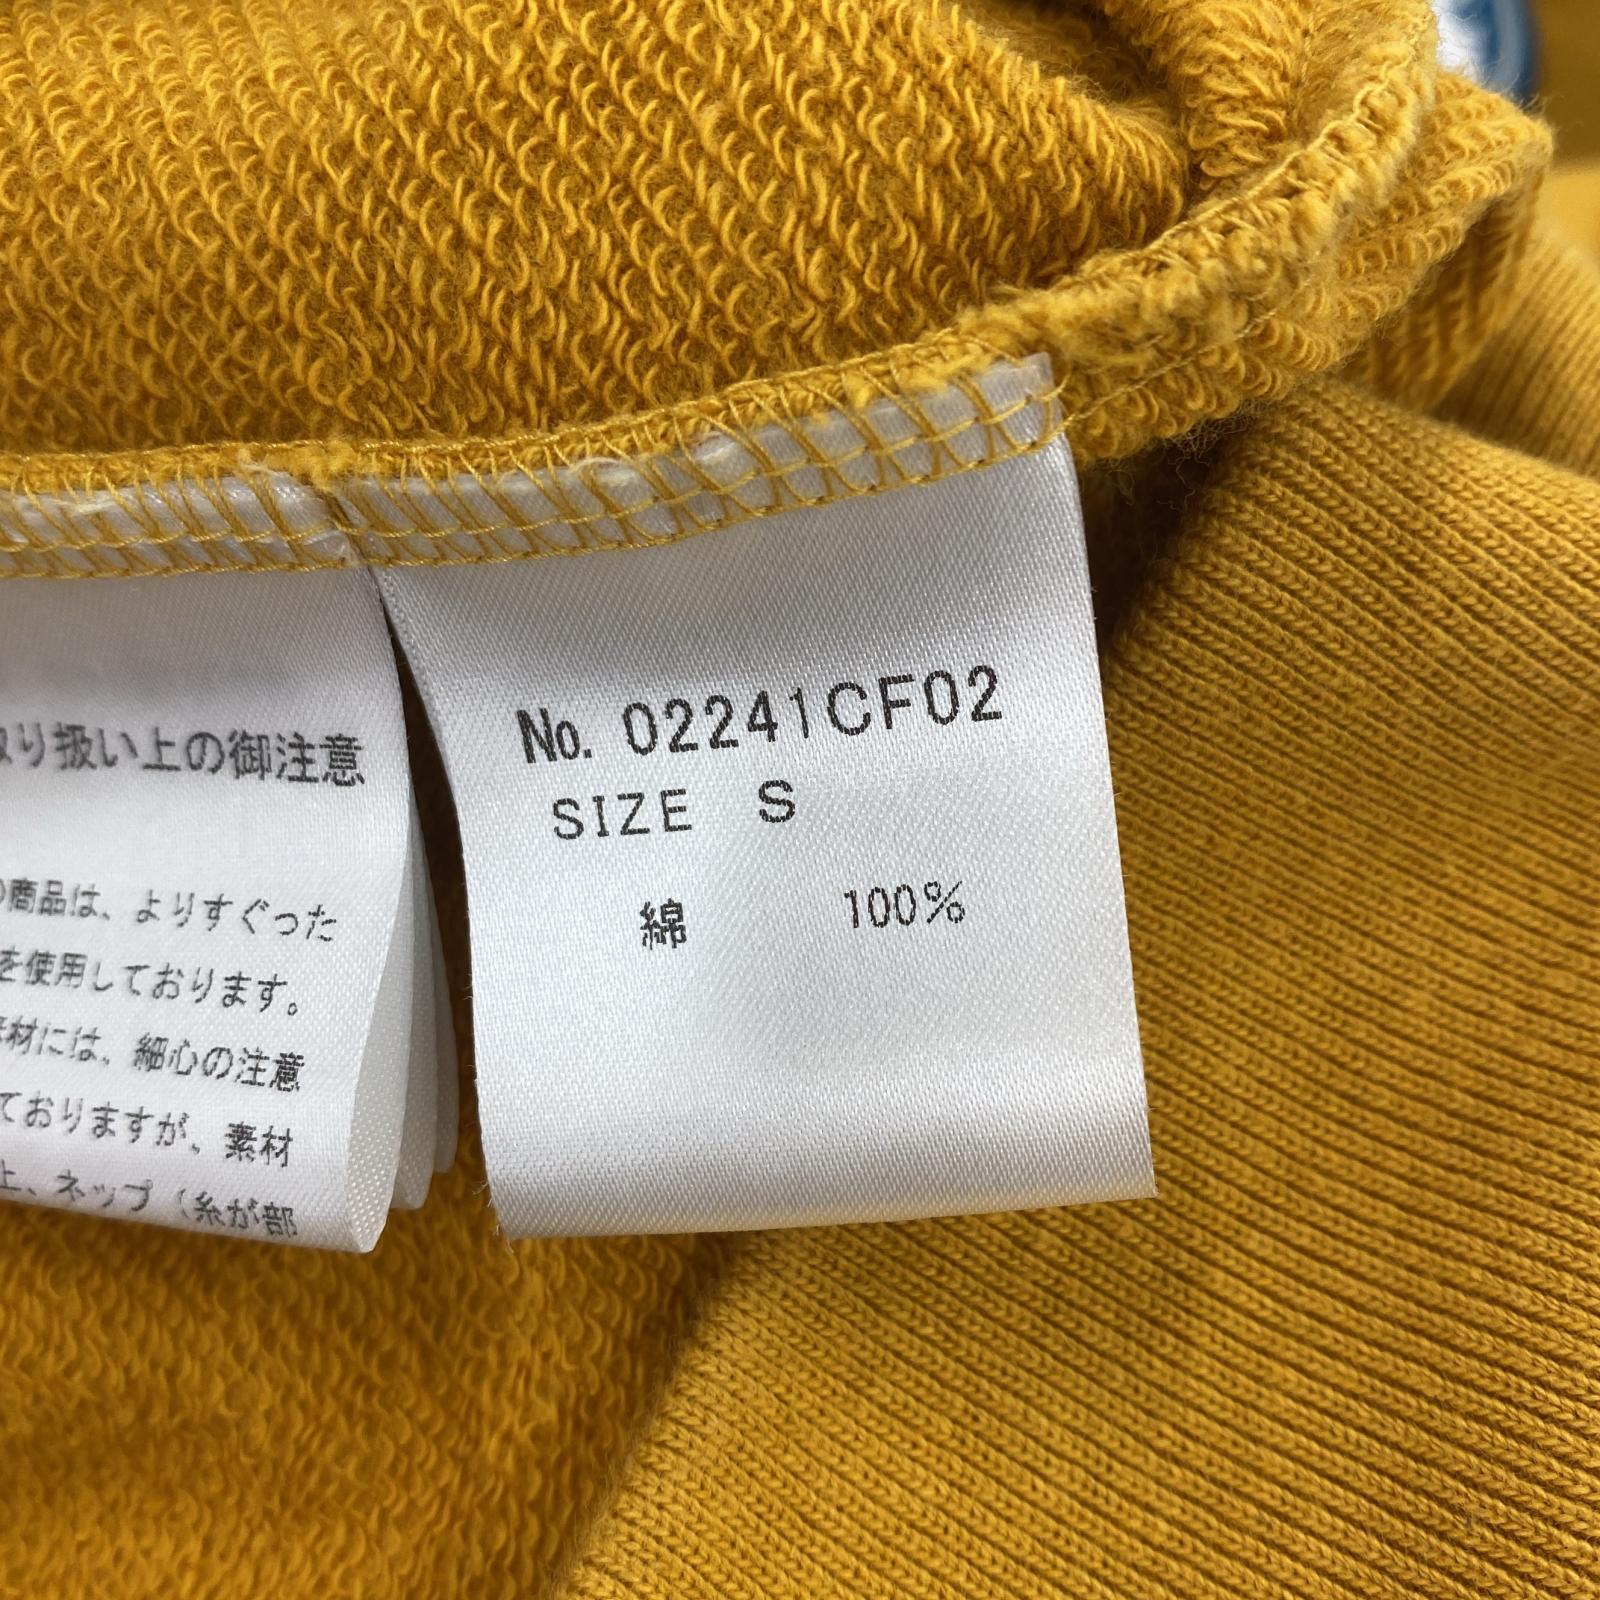 り扱い上の御注意
商品は、よりすぐった
を使用しております。
材には、細心の注意
ておりますが、素材
上、ネップ（糸が部
No. 02241CF02
SIZE S
綿 100%